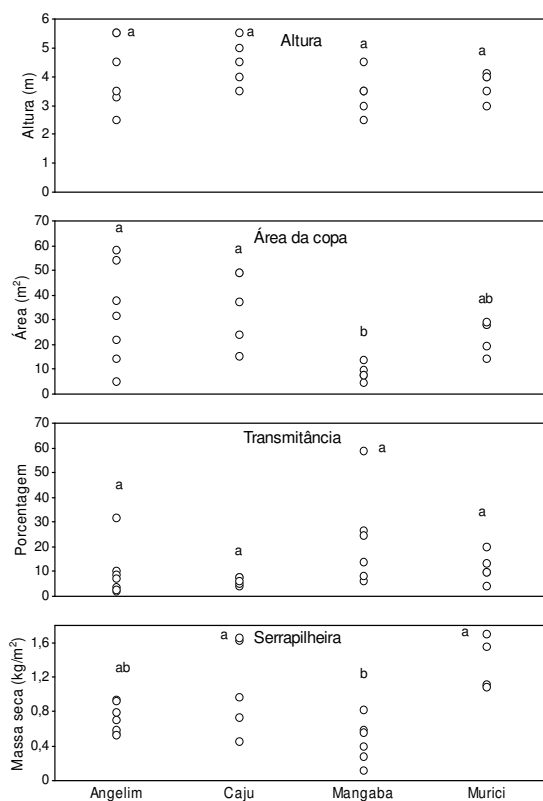 Altura
Altura (m)
6
5
4
3
2
1
0
a
a
a
a
Área da copa
Área (m²)
70
60
50
40
30
20
10
0
a
a
b
ab
Transmitância
Porcentagem
70
60
50
40
30
20
10
0
a
a
a
a
Serrapilheira
Massa seca (kg/m²)
1,6
1,2
0,8
0,4
0,0
ab
a
b
a
Angelim Caju Mangaba Murici